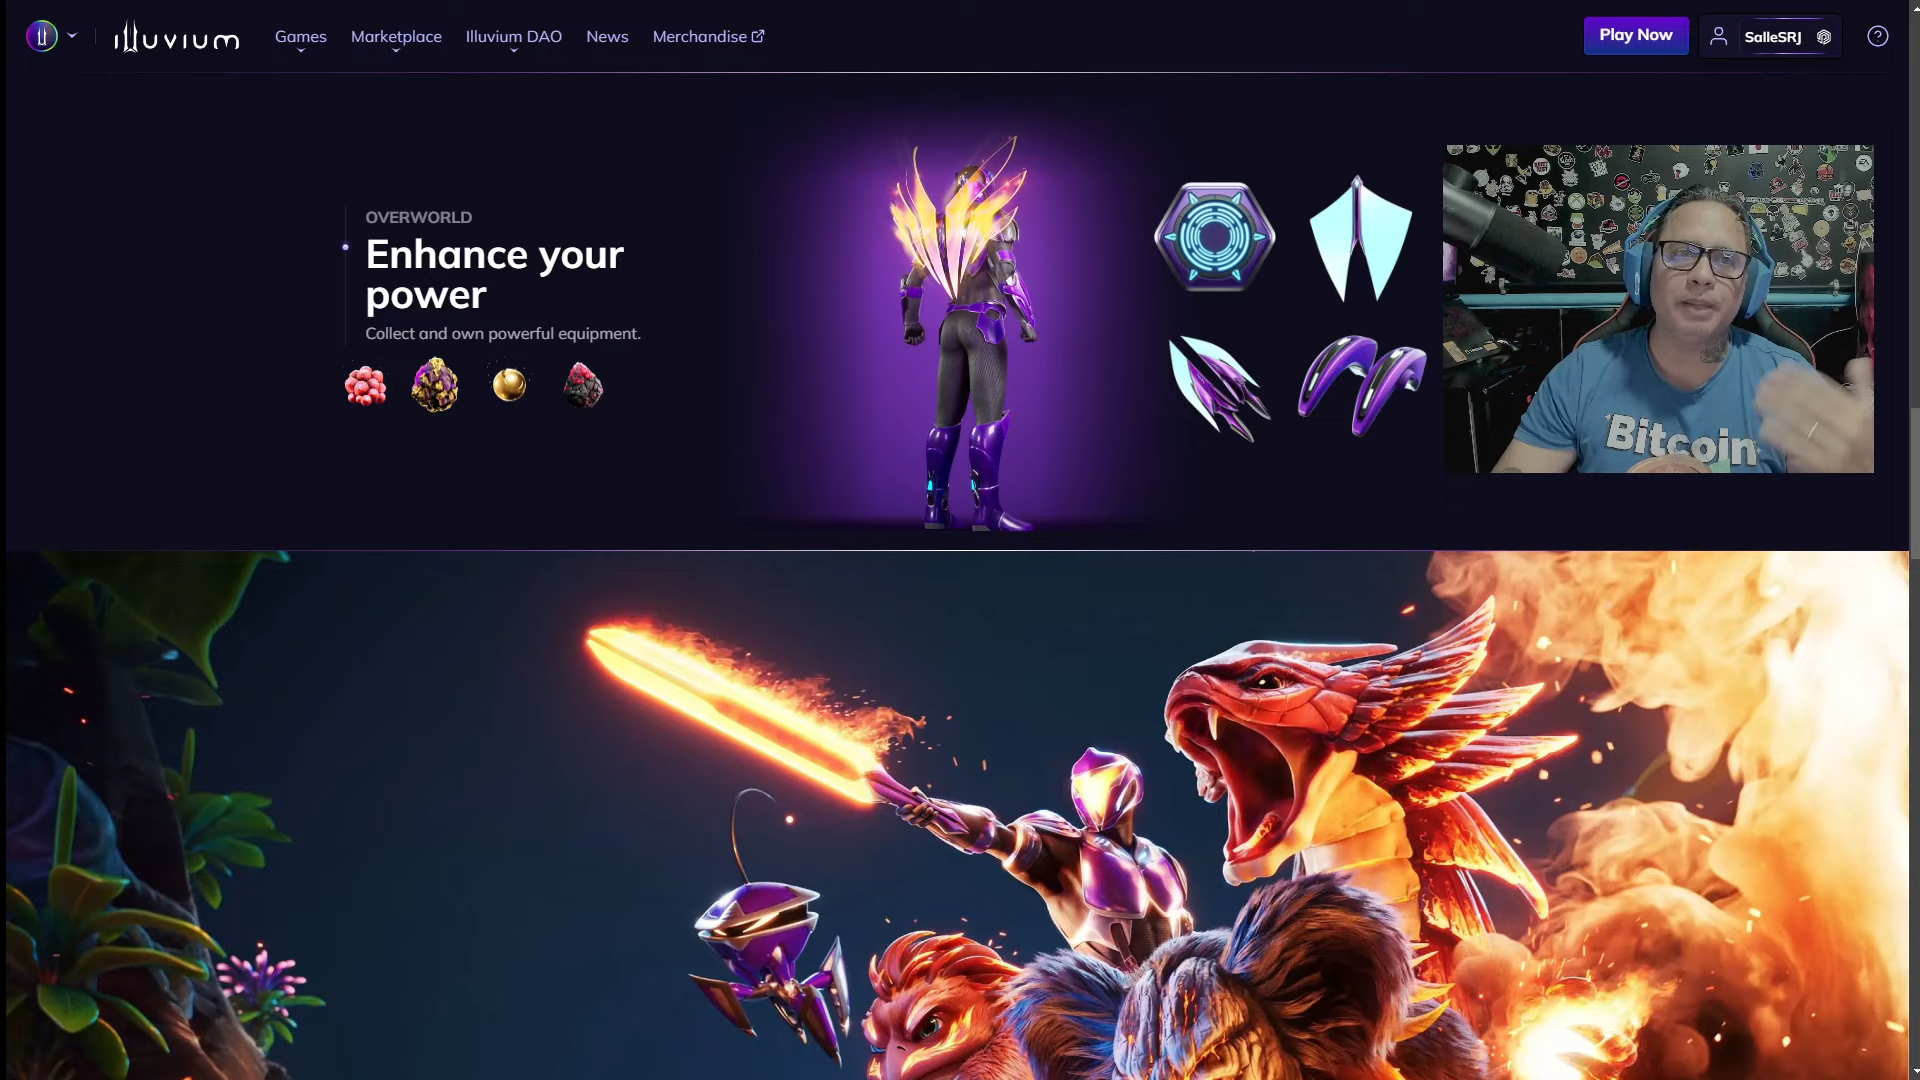 ılluvıum
Games
Marketplace
Illuvium DAO
News
Merchandise
Play Now
SalleSRJ
OVERWORLD
Enhance your
power
Collect and own powerful equipment.
Bitcoin